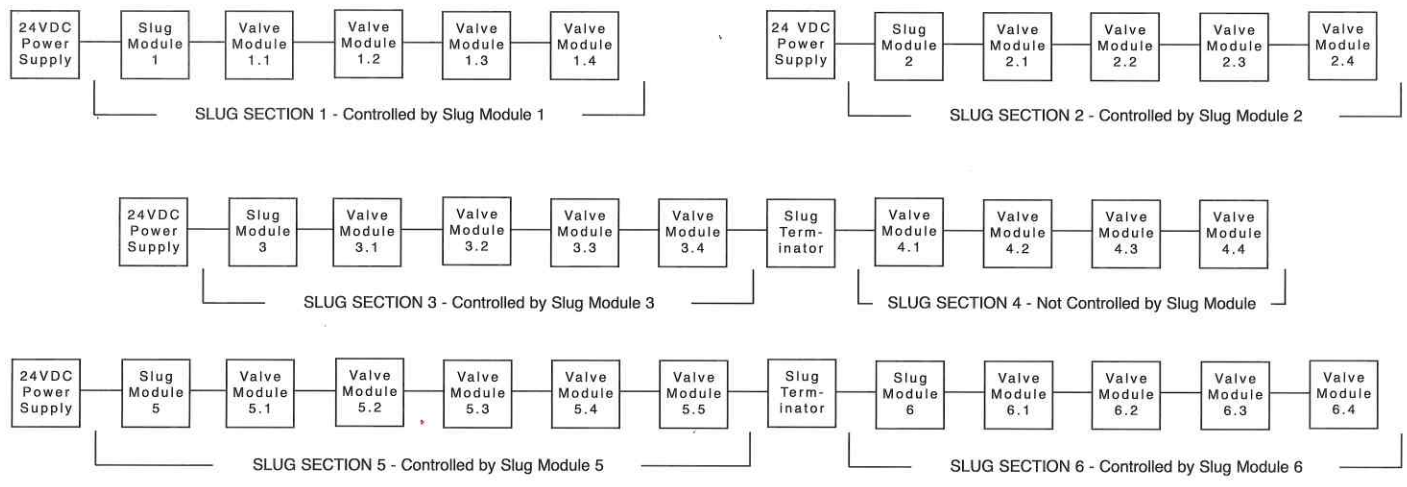 24VDC
Power
Supply
Slug
Module
1
Valve
Module
1.1
Valve
Module
1.2
Valve
Module
1.3
Valve
Module
1.4
SLUG SECTION 1 - Controlled by Slug Module 1
24 VDC
Power
Supply
Slug
Module
2
Valve
Module
2.1
Valve
Module
2.2
Valve
Module
2.3
Valve
Module
2.4
SLUG SECTION 2 - Controlled by Slug Module 2
24VDC
Power
Supply
Slug
Module
3
Valve
Module
3.1
Valve
Module
3.2
Valve
Module
3.3
Valve
Module
3.4
Slug
Term-
inator
Valve
Module
4.1
Valve
Module
4.2
Valve
Module
4.3
Valve
Module
4.4
SLUG SECTION 3 - Controlled by Slug Module 3
SLUG SECTION 4 - Not Controlled by Slug Module
24VDC
Power
Supply
Slug
Module
5
Valve
Module
5.1
Valve
Module
5.2
Valve
Module
5.3
Valve
Module
5.4
Valve
Module
5.5
Slug
Term-
inator
Slug
Module
6
Valve
Module
6.1
Valve
Module
6.2
Valve
Module
6.3
Valve
Module
6.4
SLUG SECTION 5 - Controlled by Slug Module 5
SLUG SECTION 6 - Controlled by Slug Module 6